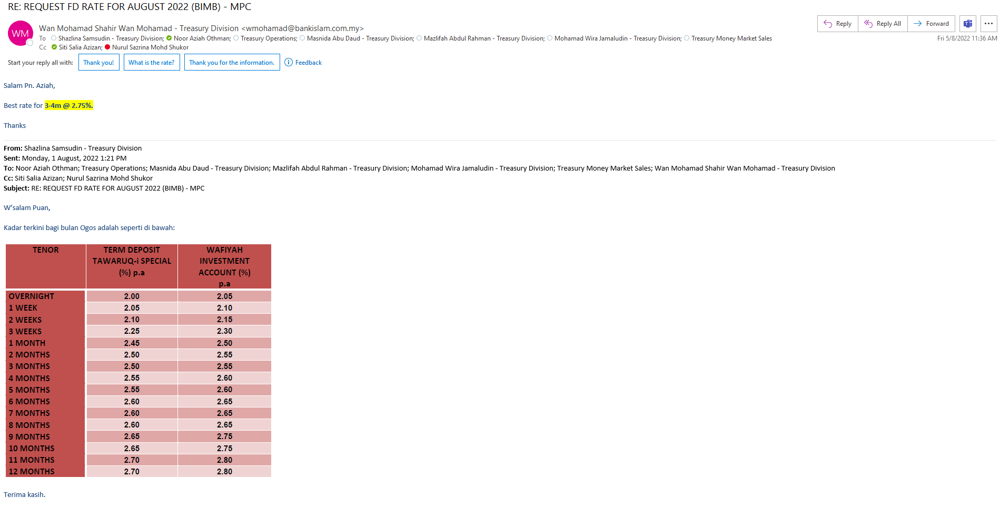 RE: REQUEST FD RATE FOR AUGUST 2022 (BIMB) - MPC
WM
Wan Mohamad Shahir Wan Mohamad - Treasury Division <wmohamad@bankislam.com.my>
To Shazlina Samsudin - Treasury Division; Noor Aziah Othman; Treasury Operations; Masnida Abu Daud - Treasury Division; Mazlifah Abdul Rahman - Treasury Division; Mohamad Wira Jamaludin - Treasury Division; Treasury Money Market Sales
Cc Siti Salia Azizan; Nurul Sazrina Mohd Shukor
Reply Reply All Forward
Fri 5/8/2022 11:36 AM
Start your reply all with: Thank you! What is the rate? Thank you for the information. Feedback
Salam Pn. Aziah,
Best rate for 3-4m @ 2.75%.
Thanks
From: Shazlina Samsudin - Treasury Division
Sent: Monday, 1 August, 2022 1:21 PM
To: Noor Aziah Othman; Treasury Operations; Masnida Abu Daud - Treasury Division; Mazlifah Abdul Rahman - Treasury Division; Mohamad Wira Jamaludin - Treasury Division; Treasury Money Market Sales; Wan Mohamad Shahir Wan Mohamad - Treasury Division
Cc: Siti Salia Azizan; Nurul Sazrina Mohd Shukor
Subject: RE: REQUEST FD RATE FOR AUGUST 2022 (BIMB) - MPC
W'salam Puan,
Kadar terkini bagi bulan Ogos adalah seperti di bawah:
TENOR TERM DEPOSIT WAFIYAH
TAWARUQ-i SPECIAL INVESTMENT
(%) p.a ACCOUNT (%)
p.a
OVERNIGHT 2.00 2.05
1 WEEK 2.05 2.10
2 WEEKS 2.10 2.15
3 WEEKS 2.25 2.30
1 MONTH 2.45 2.50
2 MONTHS 2.50 2.55
3 MONTHS 2.50 2.55
4 MONTHS 2.55 2.60
5 MONTHS 2.55 2.60
6 MONTHS 2.60 2.65
7 MONTHS 2.60 2.65
8 MONTHS 2.60 2.65
9 MONTHS 2.65 2.75
10 MONTHS 2.65 2.75
11 MONTHS 2.70 2.80
12 MONTHS 2.70 2.80
Terima kasih.